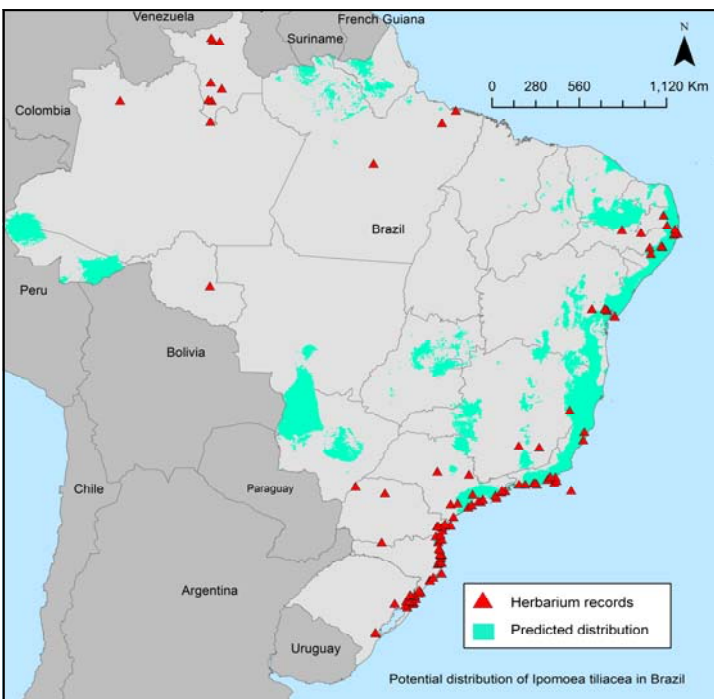 Venezuela
French Guiana
Suriname
N
0 280 560 1,120 Km
Colombia
Brazil
Peru
Bolivia
Chile
Paraguay
Argentina
Herbarium records
Predicted distribution
Uruguay
Potential distribution of Ipomoea tiliacea in Brazil